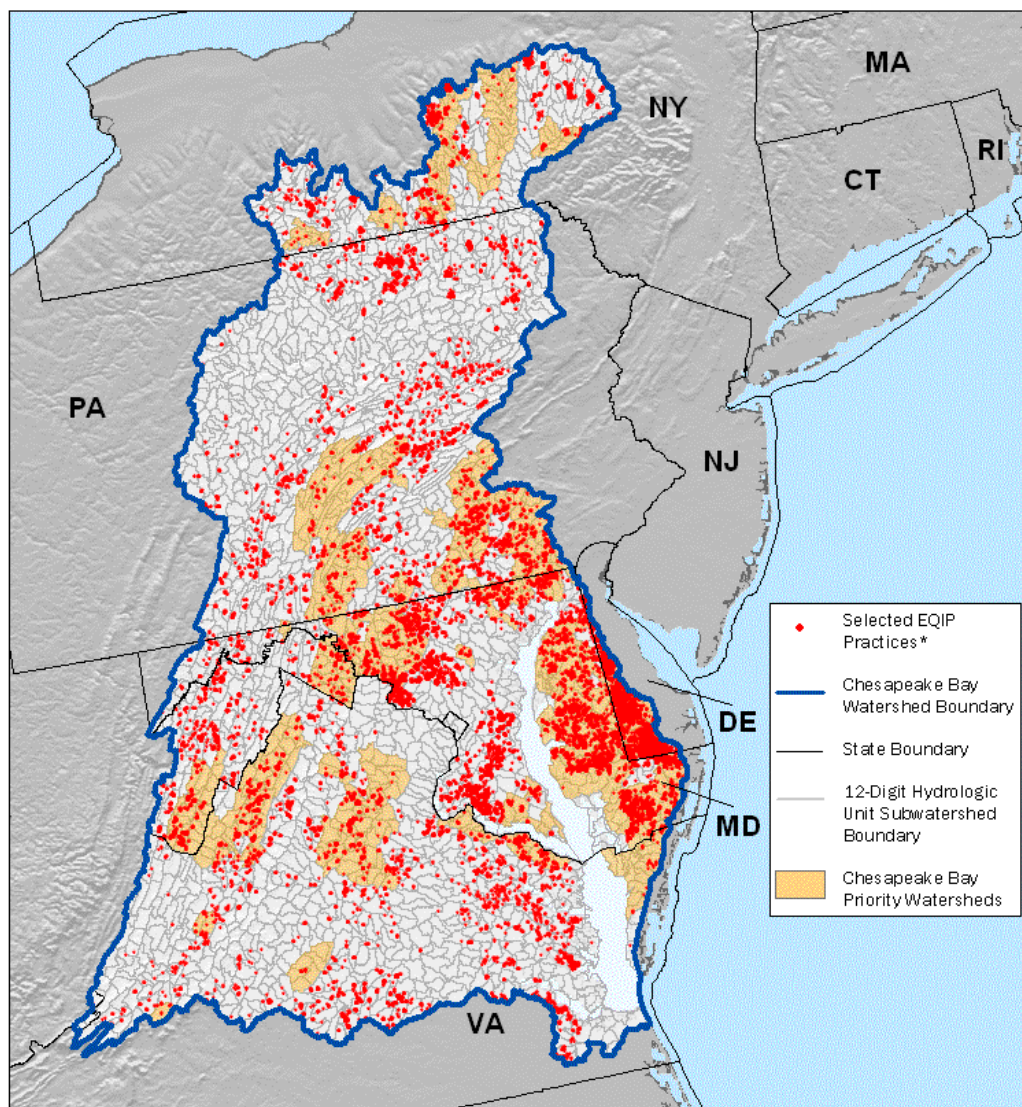 MA
NY
RI
CT
PA
NJ
Selected EQIP
Practices*
Chesapeake Bay
Watershed Boundary
DE
State Boundary
12-Digit Hydrologic
Unit Subwatershed
Boundary
MD
Chesapeake Bay
Priority Watersheds
VA